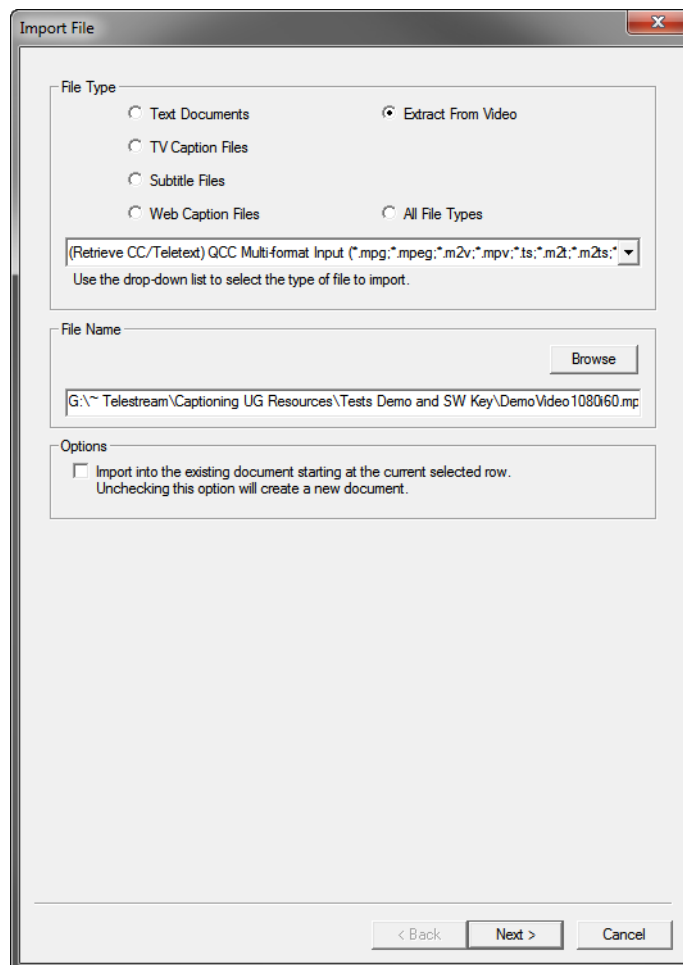 Import File
File Type
Text Documents
Extract From Video
TV Caption Files
Subtitle Files
Web Caption Files
All File Types
(Retrieve CC/Teletext) QCC Multi-format Input (*.mpg;*.mpeg;*.m2v;*.mpv;*.ts;*.m2t;*.m2ts;*
Use the drop-down list to select the type of file to import.
File Name
Browse
G:\~ Telestream\Captioning UG Resources\Tests Demo and SW Key\DemoVideo1080i60.mp
Options
Import into the existing document starting at the current selected row.
Unchecking this option will create a new document.
< Back
Next >
Cancel